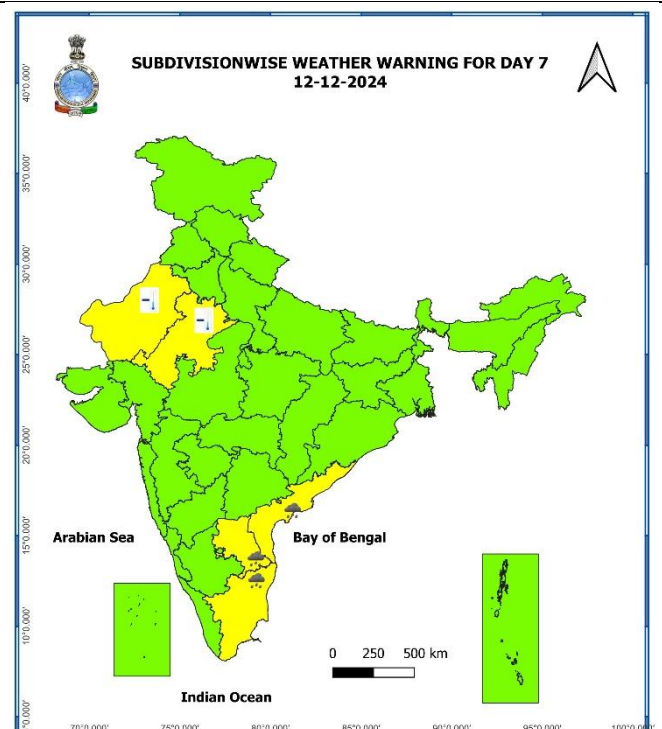 SUBDIVISIONWISE WEATHER WARNING FOR DAY 7
12-12-2024
40°0.000'
35°0.000'
30°0.000'
25°0.000'
20°0.000'
15°0.000'
10°0.000'
Arabian Sea
Bay of Bengal
0 250 500 km
Indian Ocean
70°0.000' 75°0.000' 80°0.000' 85°0.000' 90°0.000' 95°0.000' 100°0.000'